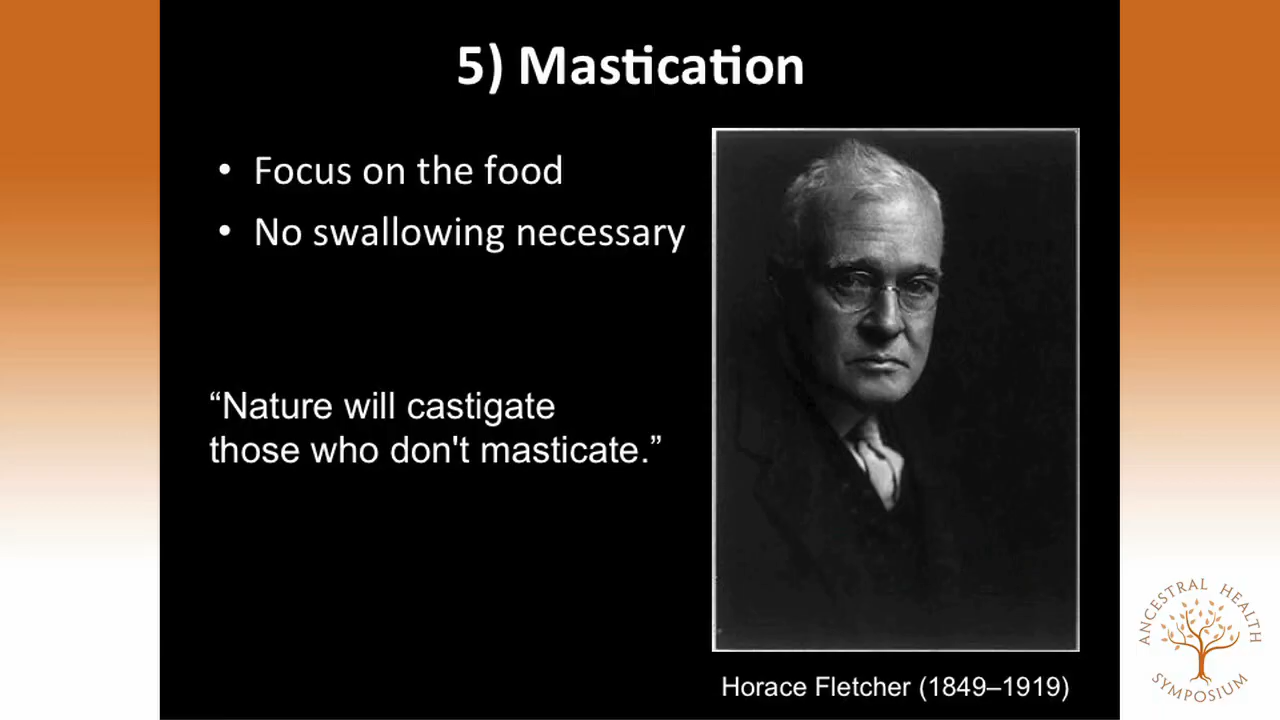 5) Mastication
• Focus on the food
• No swallowing necessary
“Nature will castigate
those who don't masticate.”
Horace Fletcher (1849–1919)
ANCESTRAL HEALTH
SYMPOSIUM